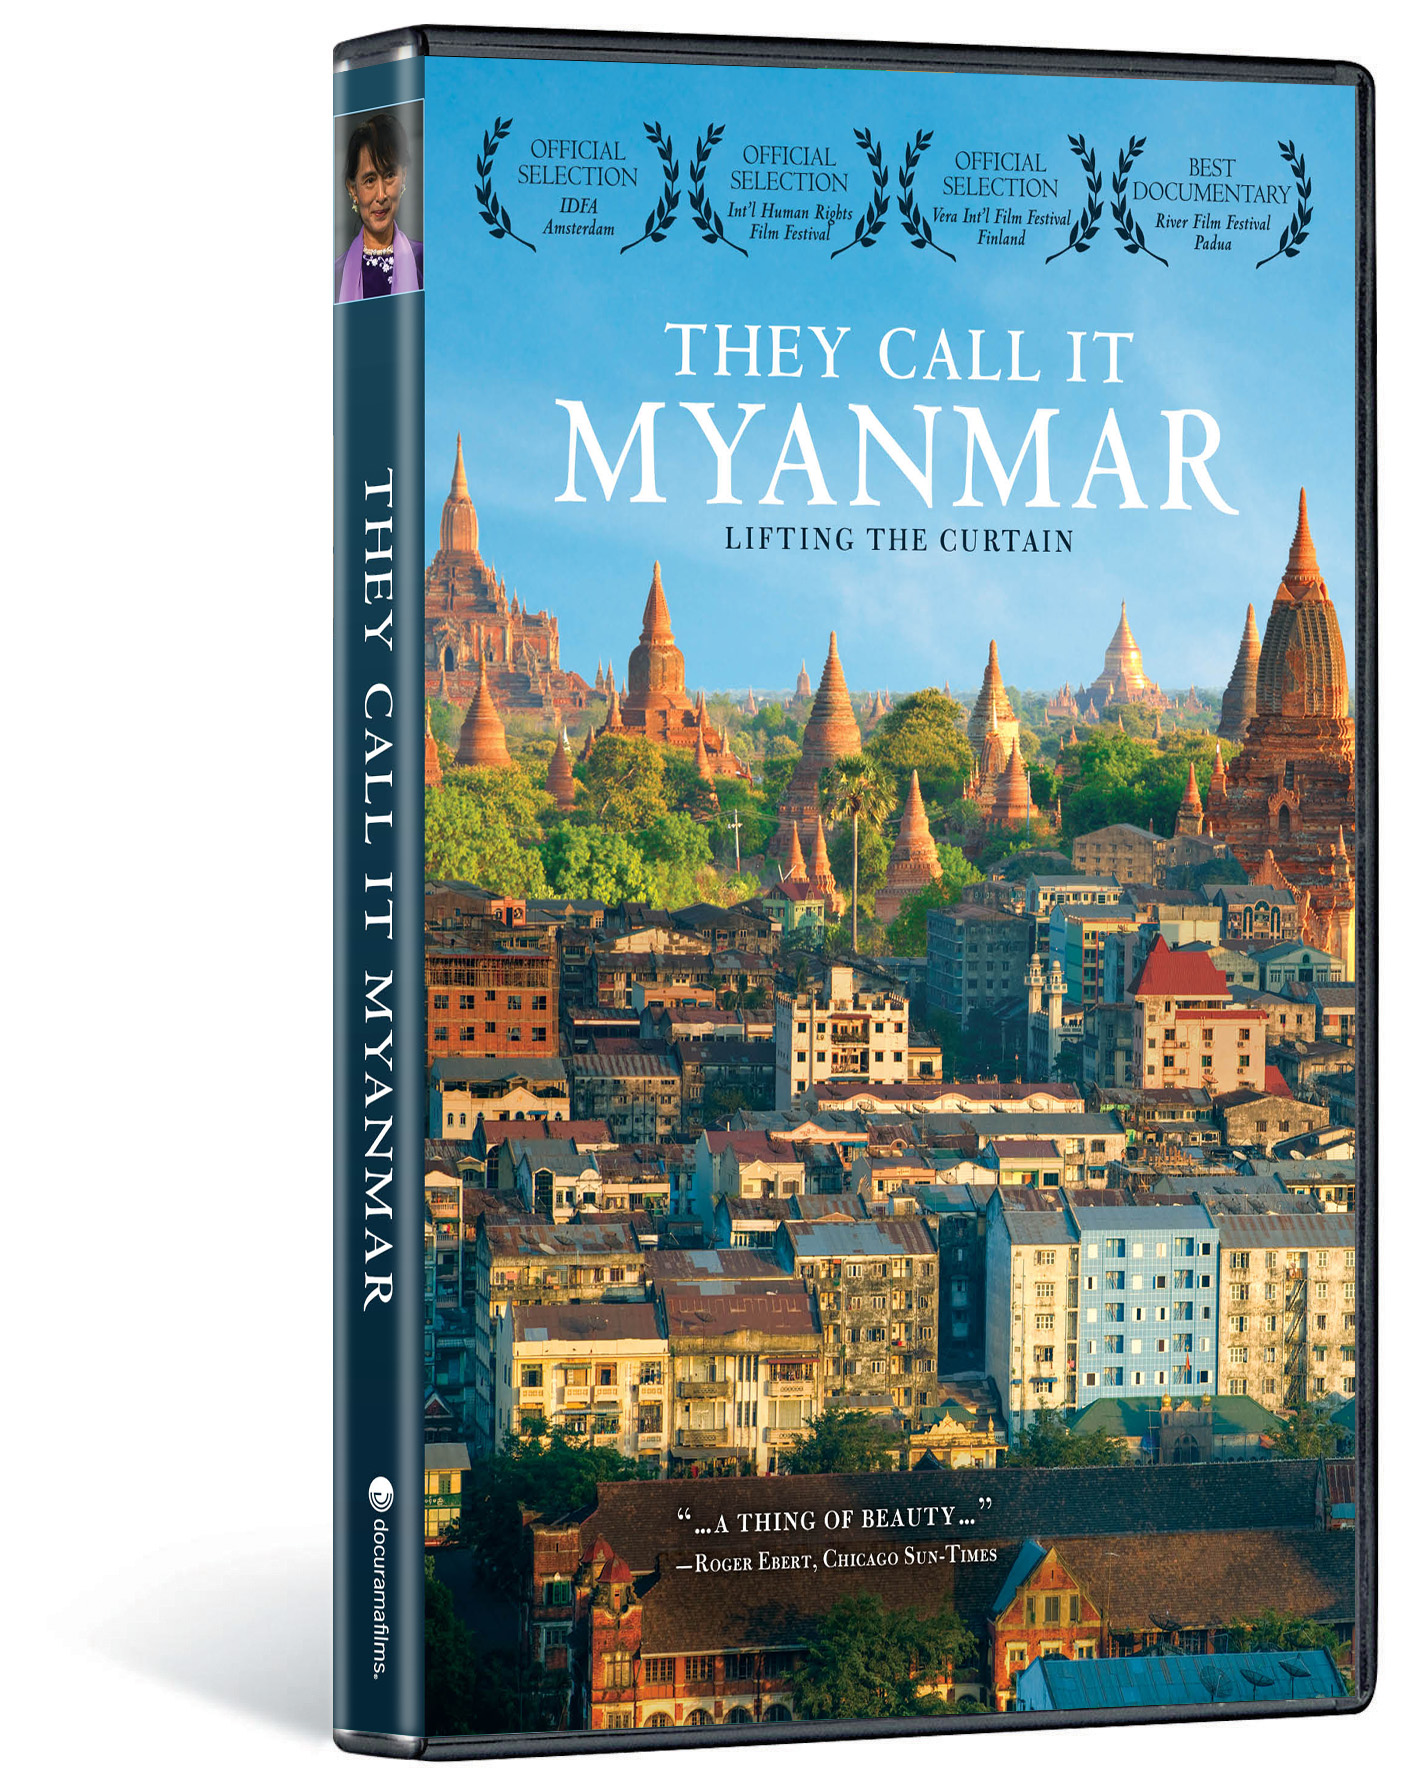 OFFICIAL
SELECTION
IDFA
Amsterdam
OFFICIAL
SELECTION
Int'l Human Rights
Film Festival
OFFICIAL
SELECTION
Vera Int'l Film Festival
Finland
BEST
DOCUMENTARY
River Film Festival
Padua
THEY CALL IT
MYANMAR
LIFTING THE CURTAIN
“...A THING OF BEAUTY...”
—ROGER EBERT, CHICAGO SUN-TIMES
THEY CALL IT MYANMAR
docuramafilms.